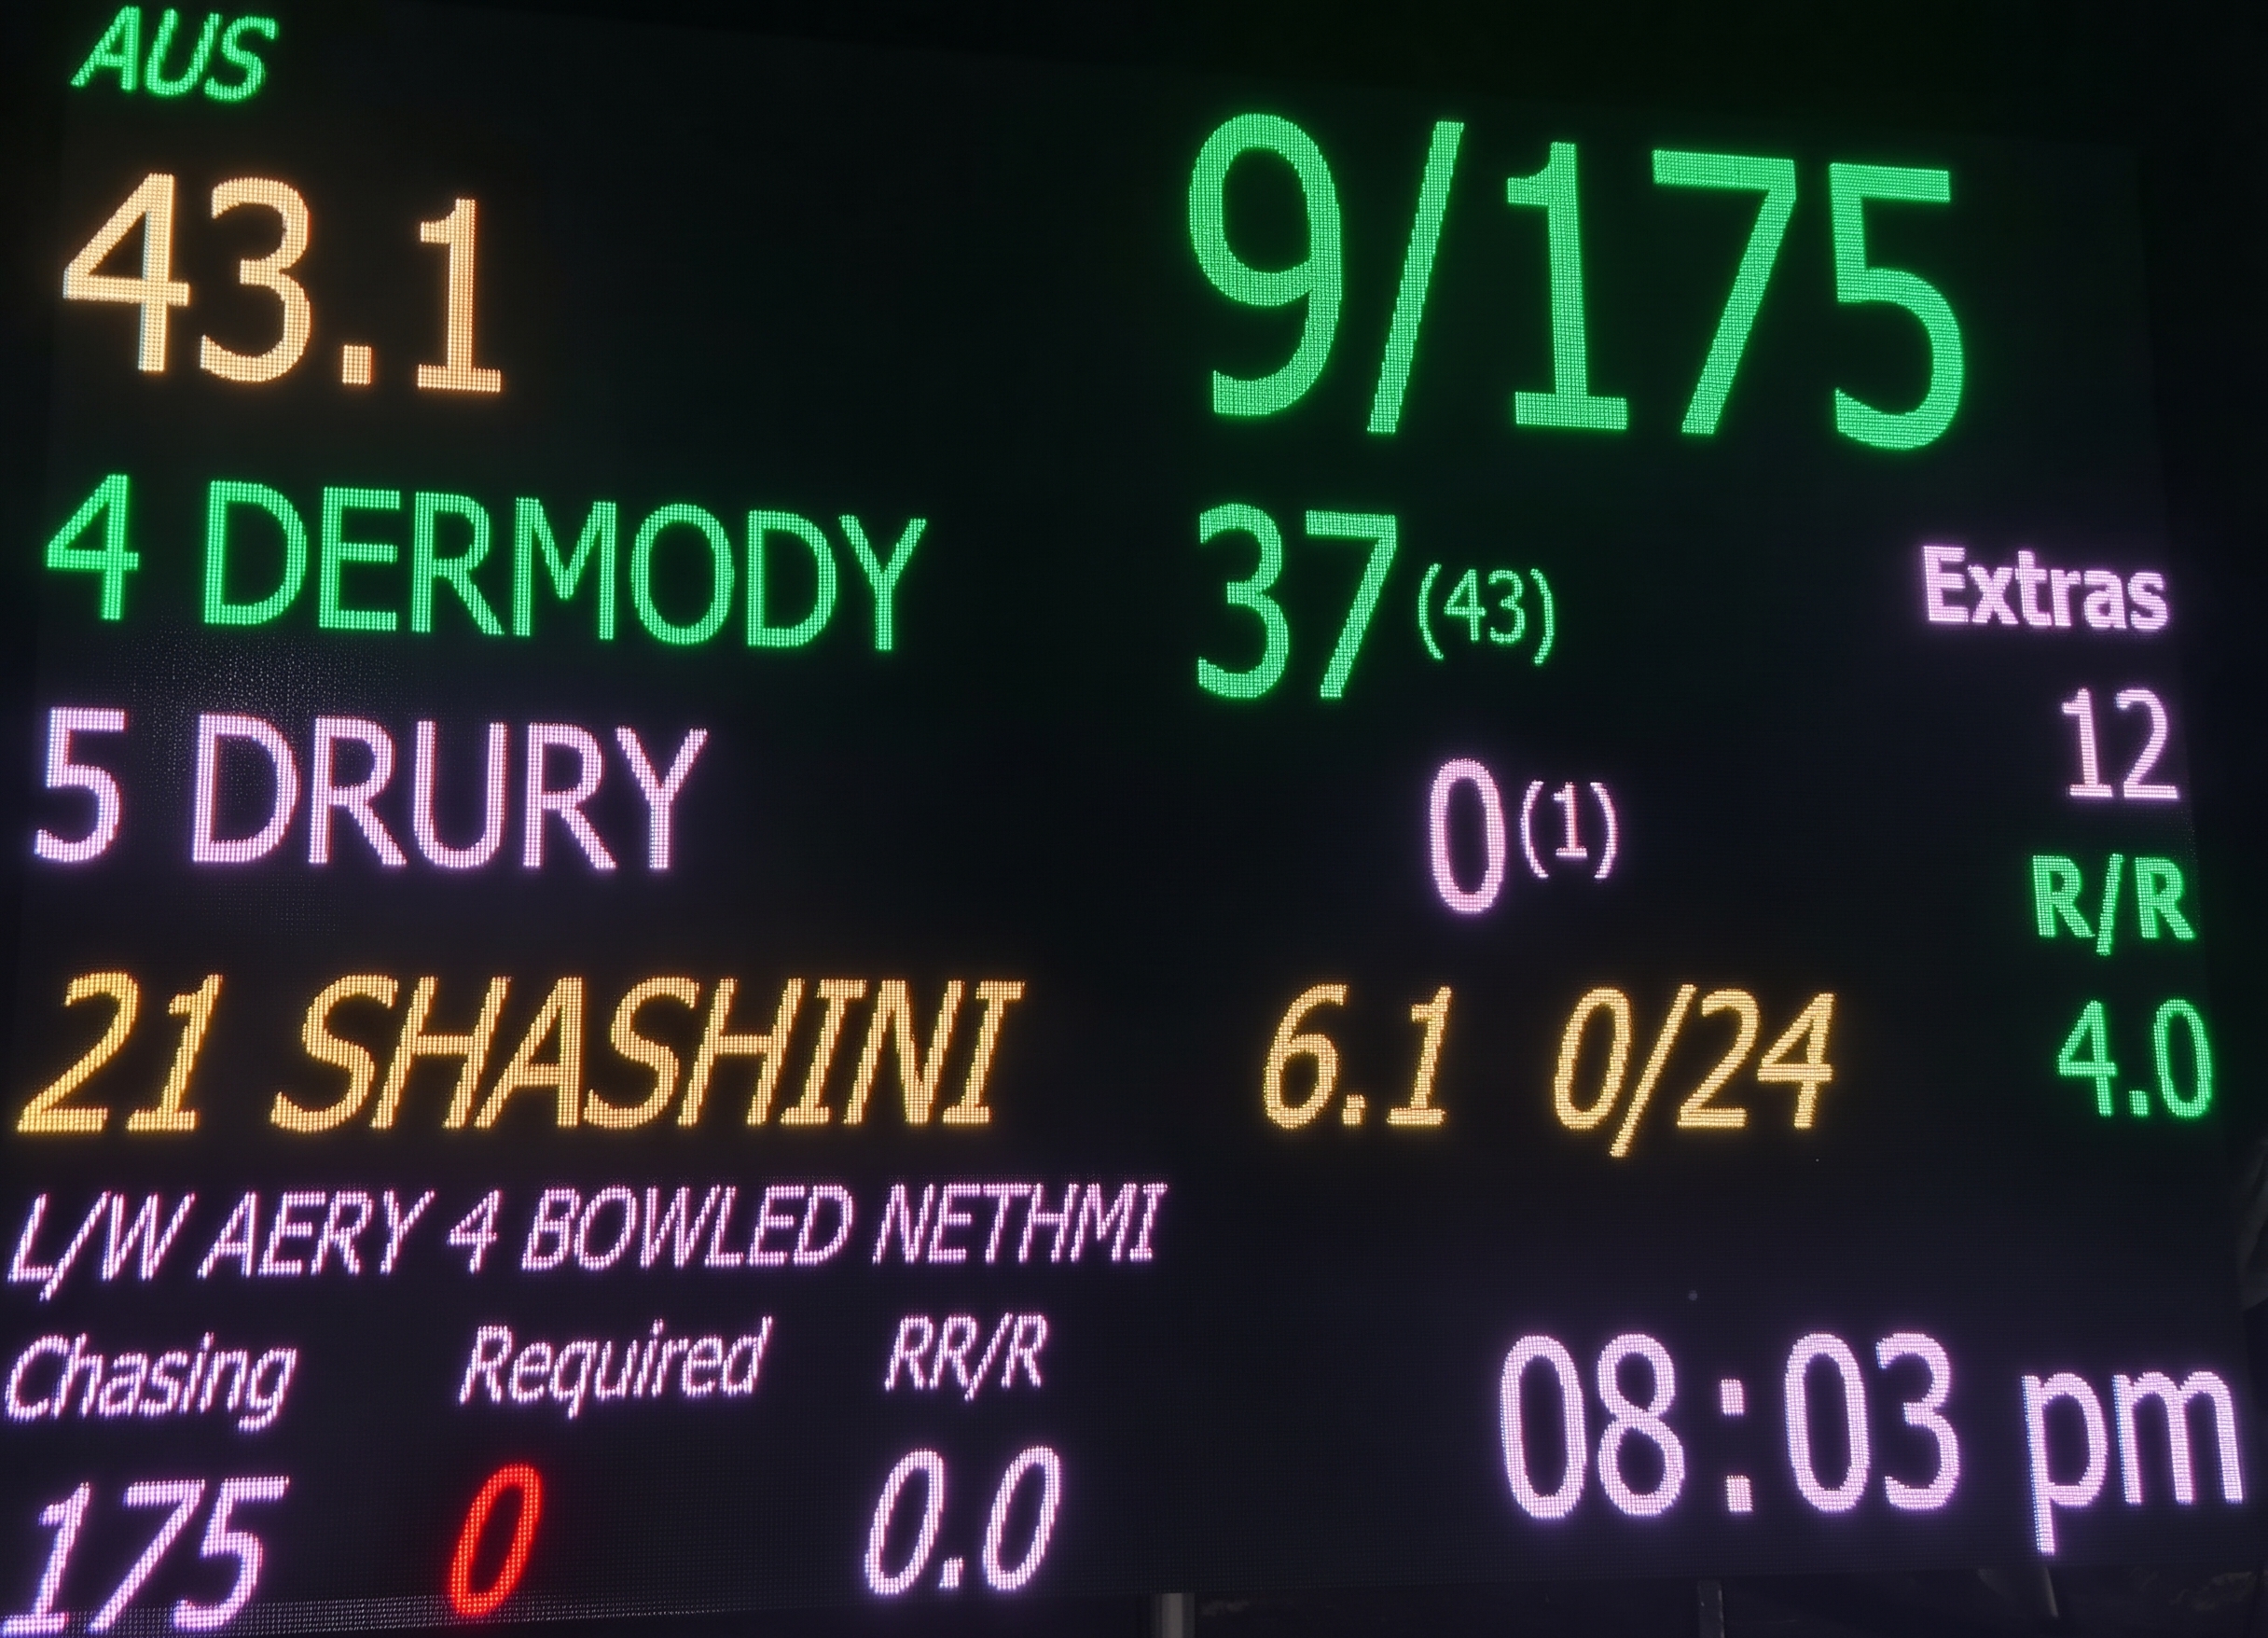 AUS
43.1 9/175
4 DERMODY 37 (43)
Extras
5 DRURY 0 (1)
12
R/R
21 SHASHINI 6.1 0/24
4.0
L/W AERY 4 BOWLED NETHMI
Chasing Required RR/R
175 0 0.0
08:03 pm